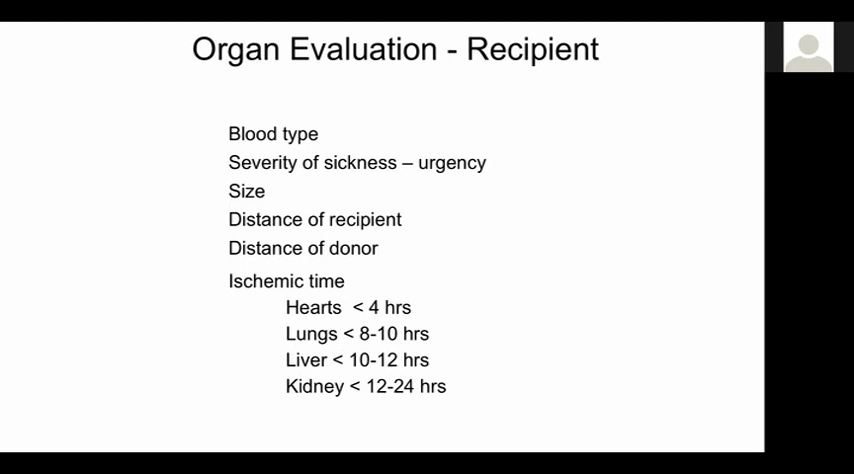 Organ Evaluation - Recipient
Blood type
Severity of sickness – urgency
Size
Distance of recipient
Distance of donor
Ischemic time
Hearts < 4 hrs
Lungs < 8-10 hrs
Liver < 10-12 hrs
Kidney < 12-24 hrs